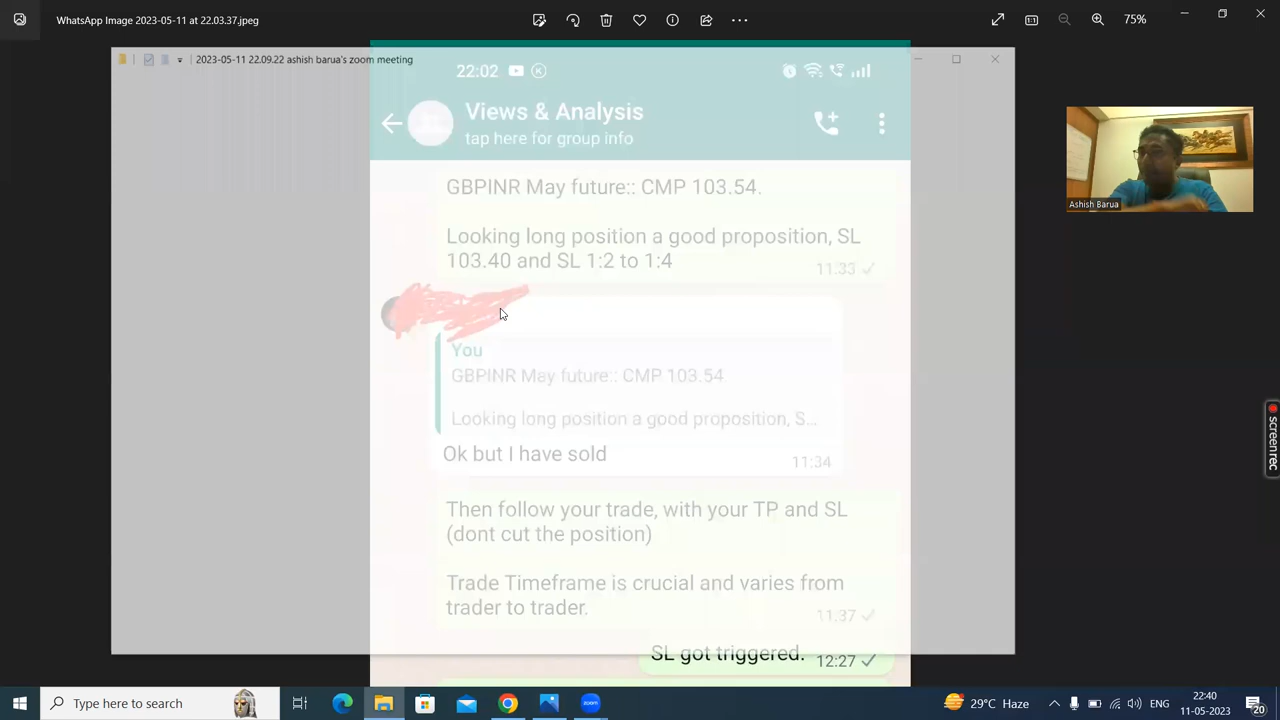 WhatsApp Image 2023-05-11 at 22.03.37.jpeg
75%
2023-05-11 22.09.22 ashish barua's zoom meeting
22:02
Views & Analysis
tap here for group info
GBPINR May future:: CMP 103.54.
Looking long position a good proposition, SL
103.40 and SL 1:2 to 1:4
11:33
You
GBPINR May future:: CMP 103.54
Looking long position a good proposition, S...
Ok but I have sold
11:34
Then follow your trade, with your TP and SL
(dont cut the position)
Trade Timeframe is crucial and varies from
trader to trader.
11:37
SL got triggered.
12:27
Ashish Barua
screenrec
Type here to search
zoom
29°C Haze
22:40
11-05-2023
20